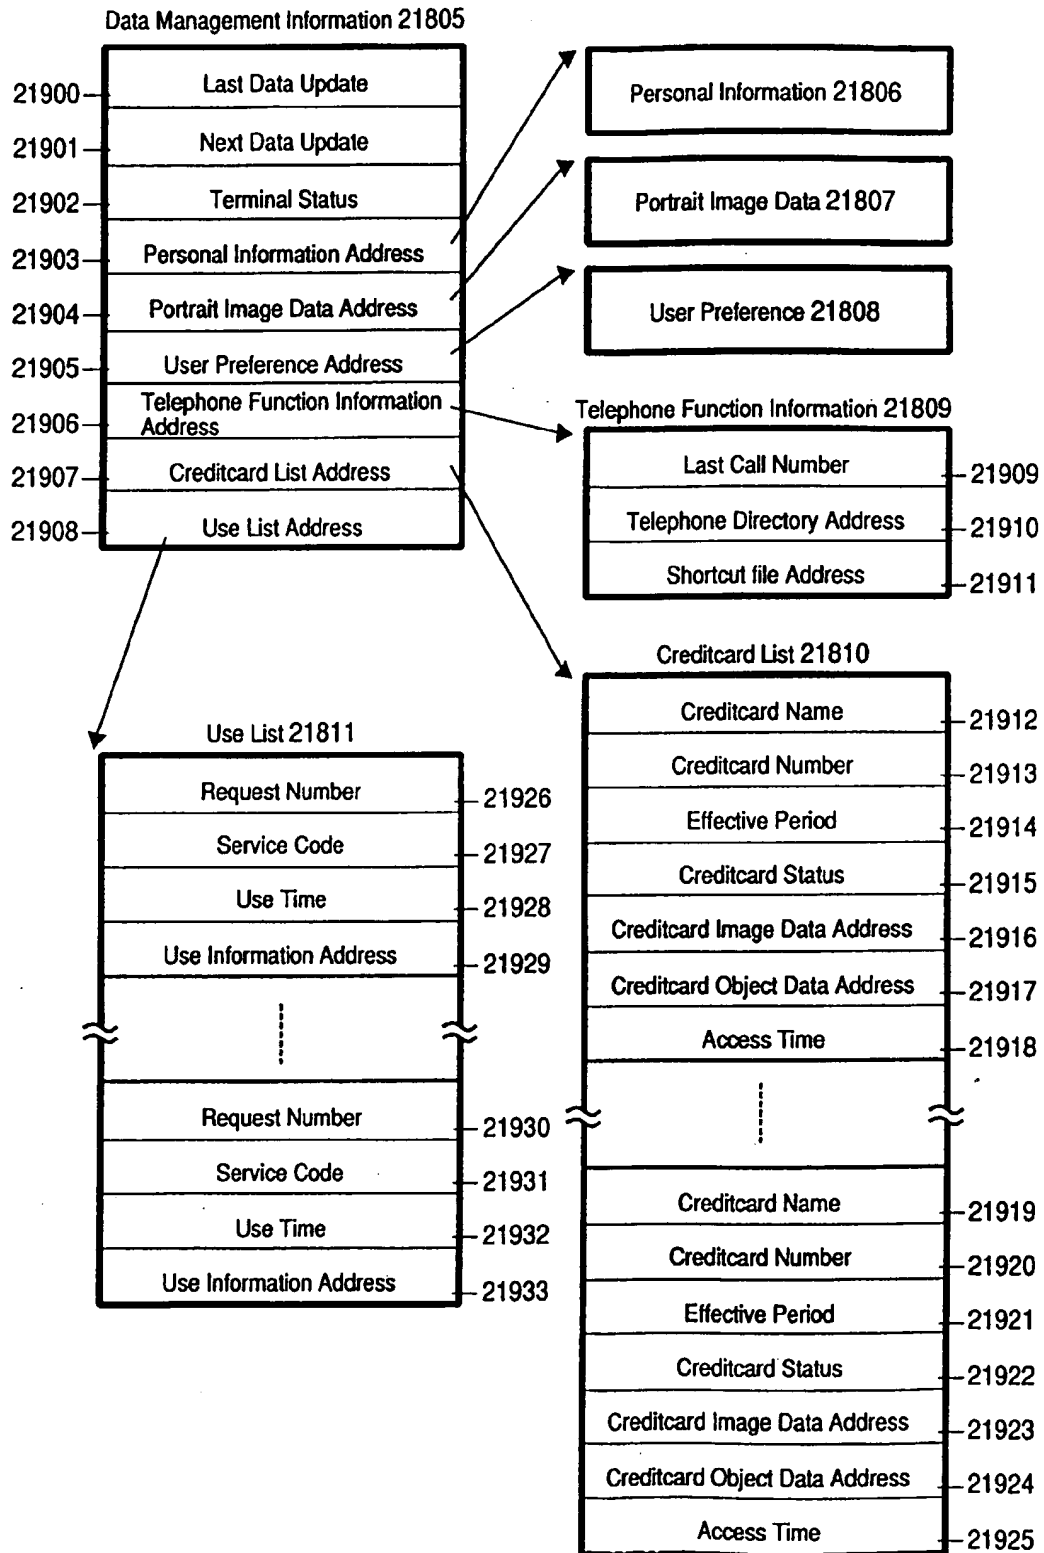 Data Management Information 21805
21900 Last Data Update
21901 Next Data Update
21902 Terminal Status
21903 Personal Information Address
21904 Portrait Image Data Address
21905 User Preference Address
21906 Telephone Function Information
Address
21907 Creditcard List Address
21908 Use List Address
Personal Information 21806
Portrait Image Data 21807
User Preference 21808
Telephone Function Information 21809
Last Call Number 21909
Telephone Directory Address 21910
Shortcut file Address 21911
Creditcard List 21810
Creditcard Name 21912
Creditcard Number 21913
Effective Period 21914
Creditcard Status 21915
Creditcard Image Data Address 21916
Creditcard Object Data Address 21917
Access Time 21918
Creditcard Name 21919
Creditcard Number 21920
Effective Period 21921
Creditcard Status 21922
Creditcard Image Data Address 21923
Creditcard Object Data Address 21924
Access Time 21925
Use List 21811
Request Number 21926
Service Code 21927
Use Time 21928
Use Information Address 21929
Request Number 21930
Service Code 21931
Use Time 21932
Use Information Address 21933